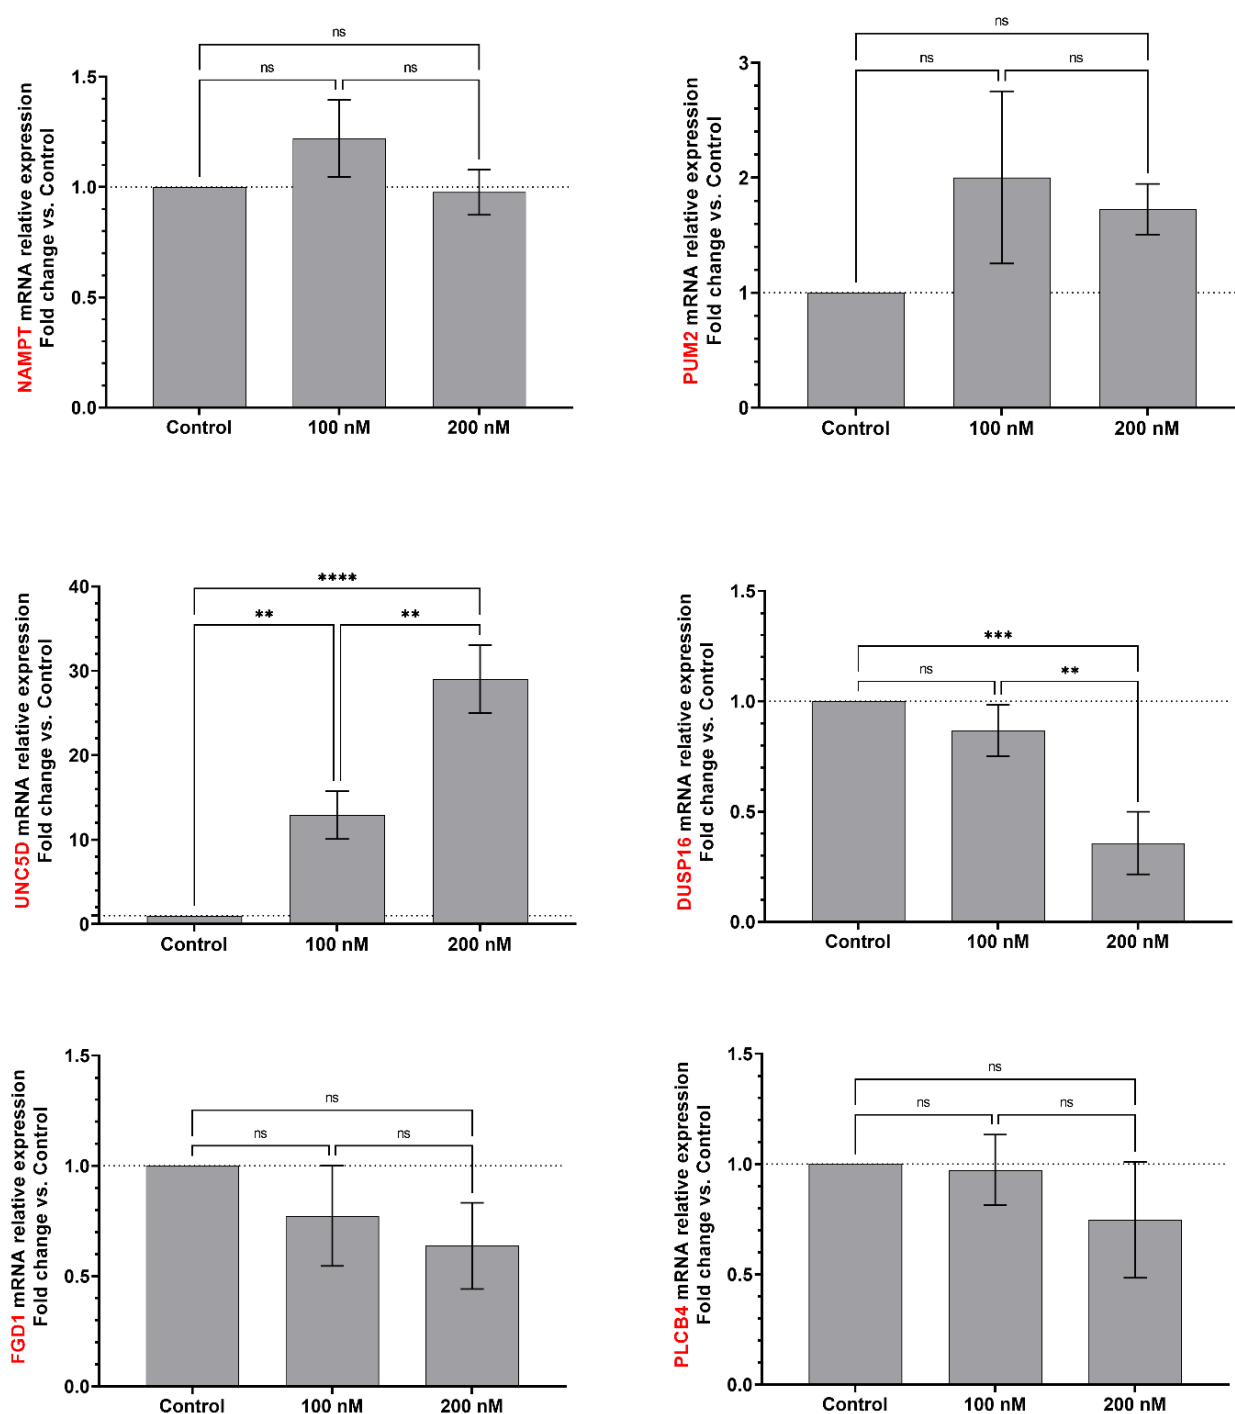 ns
ns
ns
NAMPT mRNA relative expression
Fold change vs. Control
1.5
1.0
0.5
0.0
Control
100 nM
200 nM
ns
ns
ns
PUM2 mRNA relative expression
Fold change vs. Control
3
2
1
0
Control
100 nM
200 nM
****
**
**
UNC5D mRNA relative expression
Fold change vs. Control
40
30
20
10
0
Control
100 nM
200 nM
***
ns
**
DUSP16 mRNA relative expression
Fold change vs. Control
1.5
1.0
0.5
0.0
Control
100 nM
200 nM
ns
ns
ns
FGD1 mRNA relative expression
Fold change vs. Control
1.5
1.0
0.5
0.0
Control
100 nM
200 nM
ns
ns
ns
PLCB4 mRNA relative expression
Fold change vs. Control
1.5
1.0
0.5
0.0
Control
100 nM
200 nM